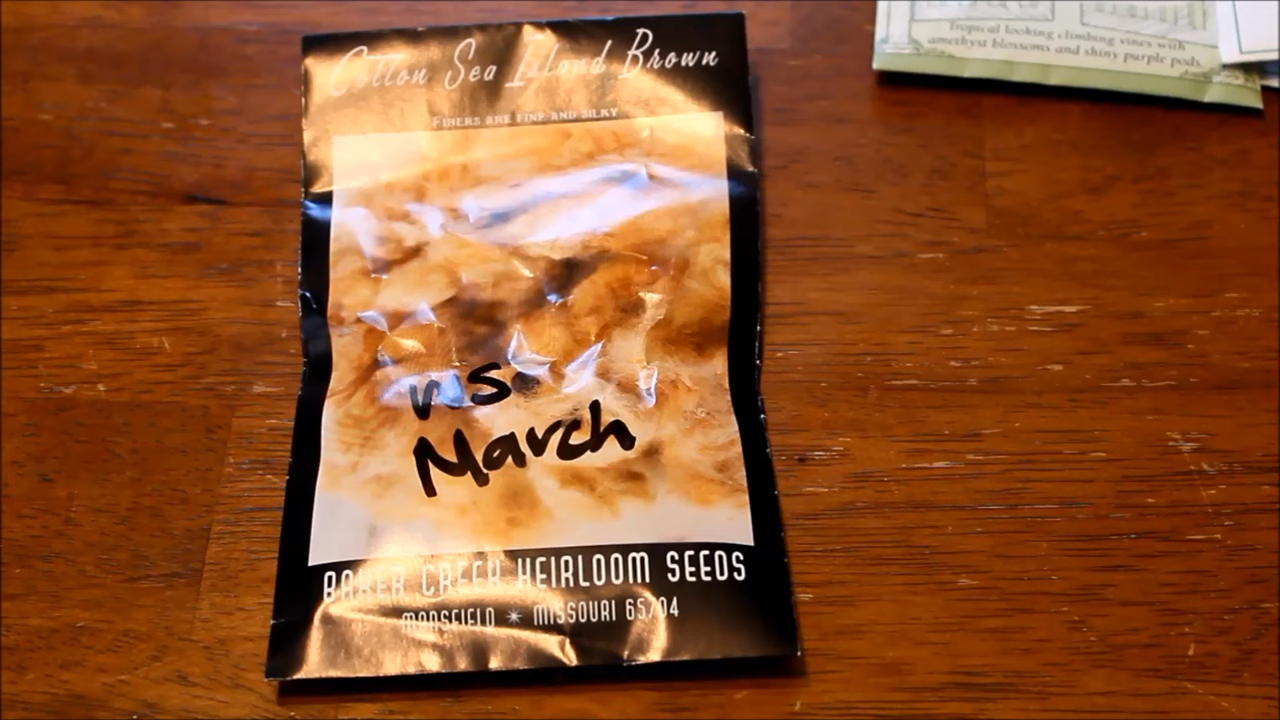 Cotton Sea Island Brown
FIBERS ARE FINE AND SILKY
ws
March
BAKER CREEK HEIRLOOM SEEDS
MANSFIELD ✴ MISSOURI 65704
Tropical looking climbing vines with
amethyst blossoms and shiny purple pods.